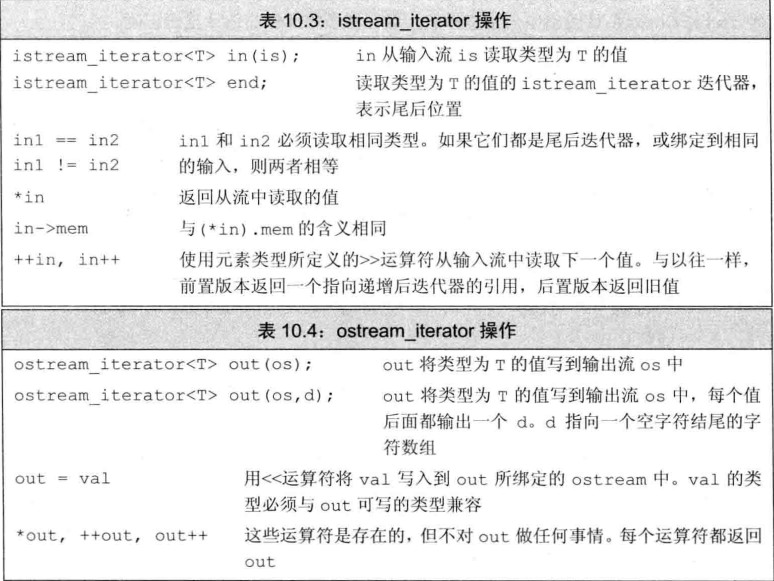 表 10.3：istream_iterator 操作
istream_iterator<T> in(is); in 从输入流 is 读取类型为 T 的值
istream_iterator<T> end; 读取类型为 T 的值的 istream_iterator 迭代器，
表示尾后位置
in1 == in2 in1 和 in2 必须读取相同类型。如果它们都是尾后迭代器，或绑定到相同
in1 != in2 的输入，则两者相等
*in 返回从流中读取的值
in->mem 与(*in).mem 的含义相同
++in, in++ 使用元素类型所定义的>>运算符从输入流中读取下一个值。与以往一样，
前置版本返回一个指向递增后迭代器的引用，后置版本返回旧值
表 10.4：ostream_iterator 操作
ostream_iterator<T> out(os); out 将类型为 T 的值写到输出流 os 中
ostream_iterator<T> out(os,d); out 将类型为 T 的值写到输出流 os 中，每个值
后面都输出一个 d。d 指向一个空字符结尾的字
符数组
out = val 用<<运算符将 val 写入到 out 所绑定的 ostream 中。val 的类
型必须与 out 可写的类型兼容
*out, ++out, out++ 这些运算符是存在的，但不对 out 做任何事情。每个运算符都返回
out